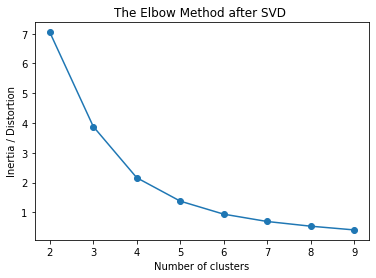 The Elbow Method after SVD
7
6
5
4
3
2
1
Inertia / Distortion
2 3 4 5 6 7 8 9
Number of clusters